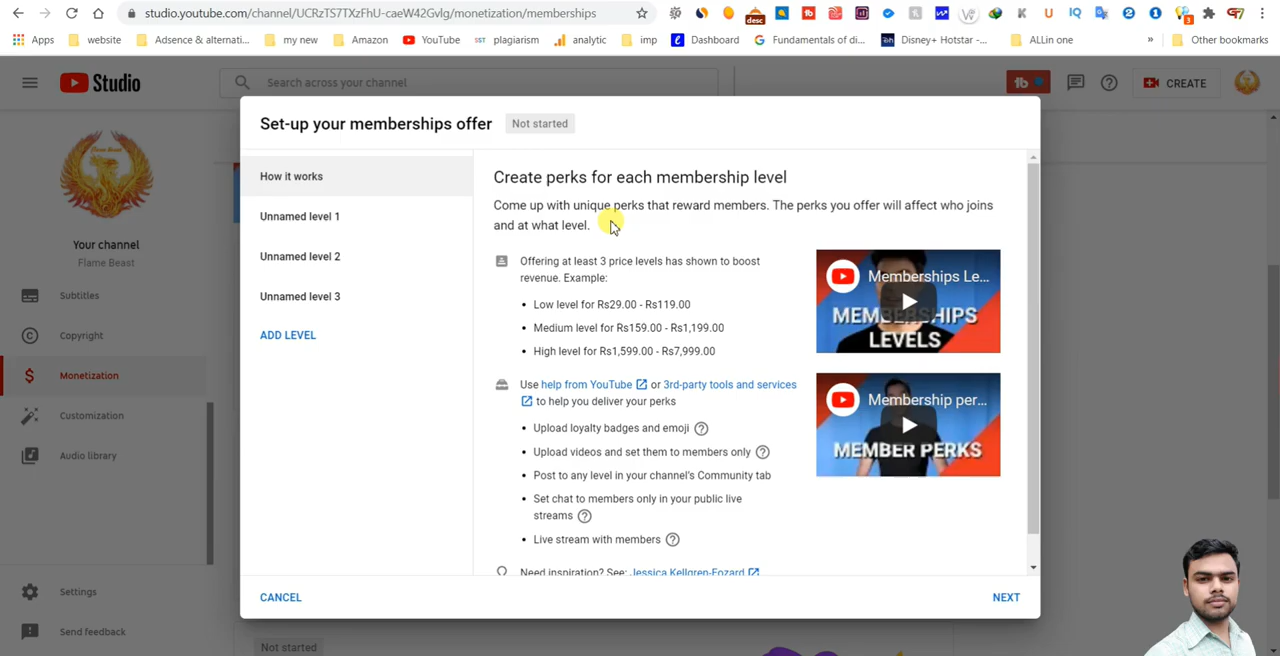 studio.youtube.com/channel/UCRzTS7TXzFhU-caeW42Gvlg/monetization/memberships
desc
3
Apps website Adsence & alternati... my new Amazon YouTube plagiarism analytic imp Dashboard Fundamentals of di... Disney+ Hotstar -... ALLin one » Other bookmarks
Studio
Search across your channel
CREATE
Set-up your memberships offer
Not started
How it works
Unnamed level 1
Unnamed level 2
Unnamed level 3
ADD LEVEL
Create perks for each membership level
Come up with unique perks that reward members. The perks you offer will affect who joins
and at what level.
Offering at least 3 price levels has shown to boost
revenue. Example:
• Low level for Rs29.00 - Rs119.00
• Medium level for Rs159.00 - Rs1,199.00
• High level for Rs1,599.00 - Rs7,999.00
Use help from YouTube or 3rd-party tools and services
to help you deliver your perks
• Upload loyalty badges and emoji
• Upload videos and set them to members only
• Post to any level in your channel's Community tab
• Set chat to members only in your public live
streams
• Live stream with members
Need inspiration? See: Jessica Kellgren-Fozard
Memberships Le...
MEMBERSHIPS
LEVELS
Membership per...
MEMBER PERKS
CANCEL
NEXT
Flame Beast
Your channel
Flame Beast
Subtitles
Copyright
Monetization
Customization
Audio library
Settings
Send feedback
Not started